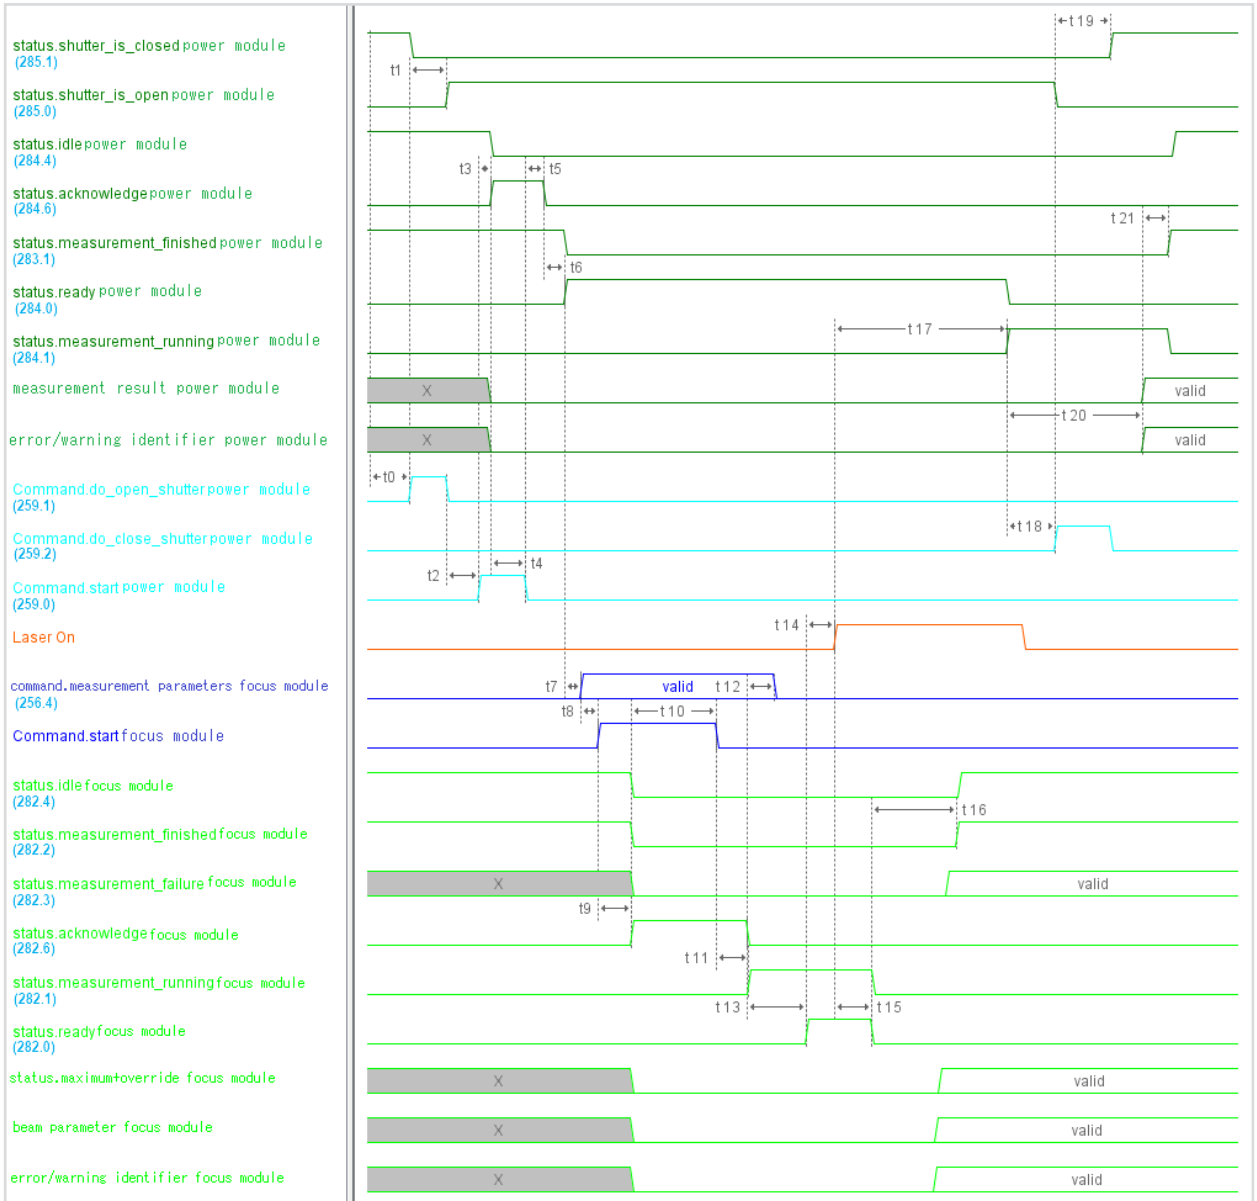 t19
status.shutter_is_closed power module
(285.1)
t1
status.shutter_is_open power module
(285.0)
status.idle power module
(284.4)
t3
t5
status.acknowledge power module
(284.6)
t21
status.measurement_finished power module
(283.1)
t6
status.ready power module
(284.0)
t17
status.measurement_running power module
(284.1)
measurement result power module
X
valid
t20
error/warning identifier power module
X
valid
t0
Command.do_open_shutter power module
(259.1)
t18
Command.do_close_shutter power module
(259.2)
t4
t2
Command.start power module
(259.0)
t14
Laser On
command.measurement parameters focus module
(256.4)
t7
valid
t12
t8
t10
Command.start focus module
status.idle focus module
(282.4)
t16
status.measurement_finished focus module
(282.2)
status.measurement_failure focus module
(282.3)
X
valid
t9
status.acknowledge focus module
(282.6)
t11
status.measurement_running focus module
(282.1)
t13
t15
status.ready focus module
(282.0)
status.maximum+override focus module
X
valid
beam parameter focus module
X
valid
error/warning identifier focus module
X
valid